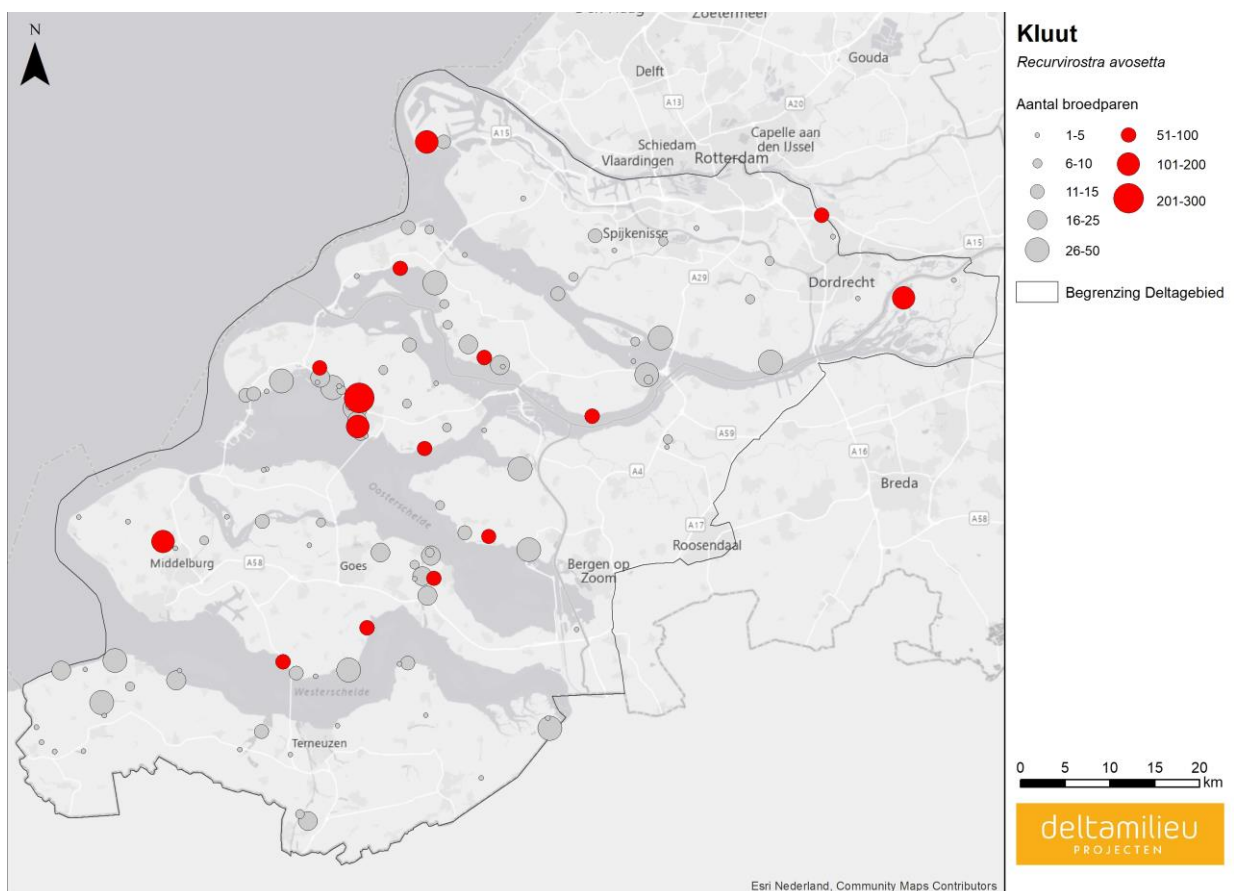 N
Zoetermeer
Gouda
Delft
A13
A20
A15
Capelle aan
den IJssel
Schiedam
Vlaardingen
Rotterdam
Spijkenisse
A15
A29
Dordrecht
A59
A16
A4
Breda
Oosterschelde
A17
A58
Roosendaal
Middelburg
A58
Goes
Bergen op
Zoom
Westerschelde
Terneuzen
Esri Nederland, Community Maps Contributors
Kluut
Recurvirostra avosetta
Aantal broedparen
1-5
51-100
6-10
101-200
11-15
201-300
16-25
26-50
Begrenzing Deltagebied
0 5 10 15 20
km
deltamilieu
PROJECTEN